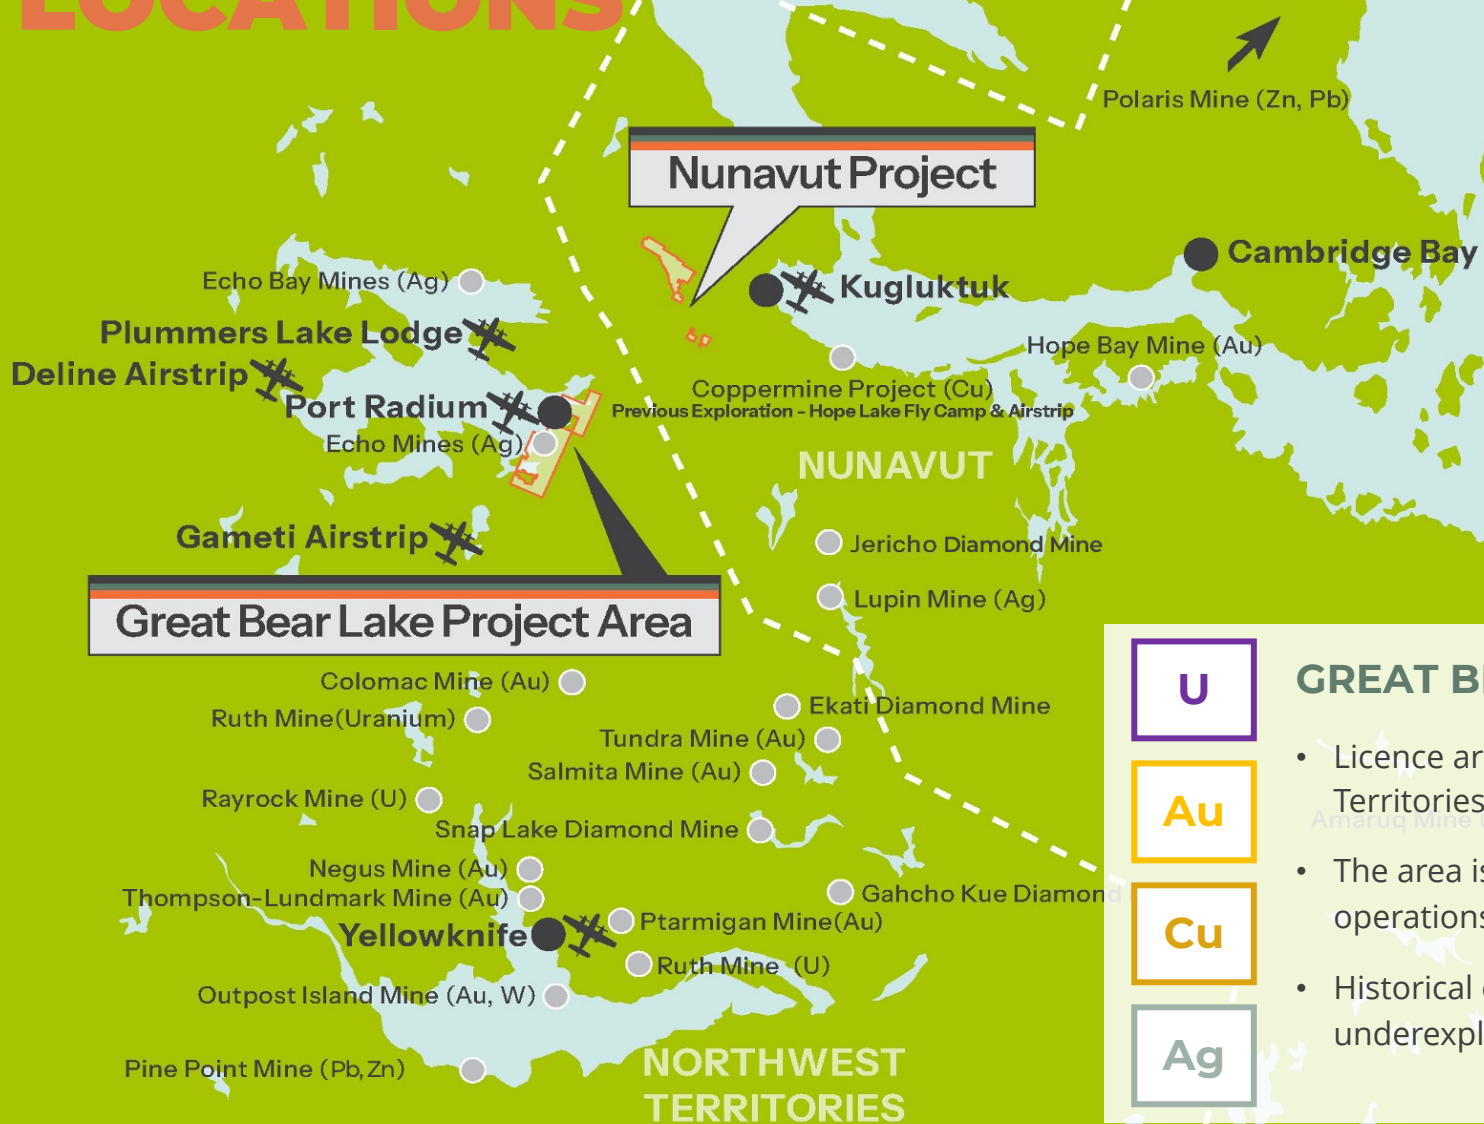 LOCATIONS
Polaris Mine (Zn, Pb)
Nunavut Project
Cambridge Bay
Echo Bay Mines (Ag)
Kugluktuk
Plummers Lake Lodge
Hope Bay Mine (Au)
Deline Airstrip
Coppermine Project (Cu)
Previous Exploration - Hope Lake Fly Camp & Airstrip
Port Radium
Echo Mines (Ag)
NUNAVUT
Gameti Airstrip
Jericho Diamond Mine
Lupin Mine (Ag)
Great Bear Lake Project Area
Colomac Mine (Au)
Ekati Diamond Mine
Ruth Mine(Uranium)
Tundra Mine (Au)
Salmita Mine (Au)
Rayrock Mine (U)
Snap Lake Diamond Mine
Negus Mine (Au)
Thompson-Lundmark Mine (Au)
Gahcho Kue Diamond
Ptarmigan Mine(Au)
Yellowknife
Ruth Mine (U)
Outpost Island Mine (Au, W)
Pine Point Mine (Pb,Zn)
NORTHWEST
TERRITORIES
U
Au
Cu
Ag
GREAT
• Licence
Territories
Amaruq Mine
• The area
operations
• Historical